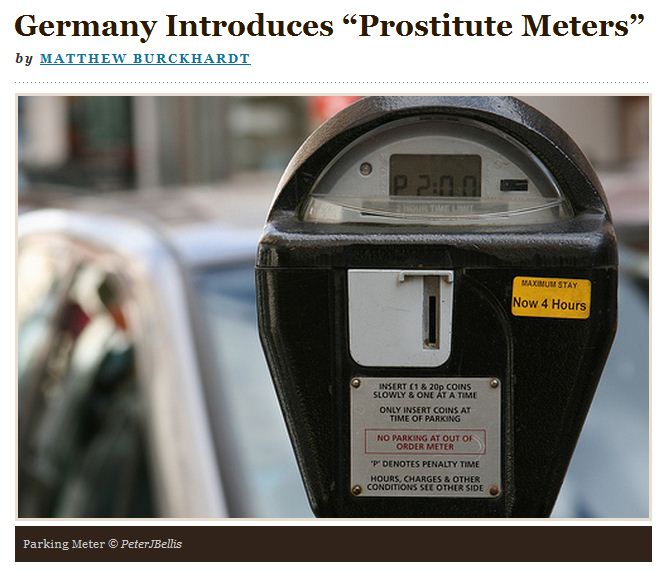 Germany Introduces “Prostitute Meters”
by MATTHEW BURCKHARDT
P 2:00
2 HOUR TIME LIMIT
MAXIMUM STAY
Now 4 Hours
INSERT £1 & 20p COINS
SLOWLY & ONE AT A TIME
ONLY INSERT COINS AT
TIME OF PARKING
NO PARKING AT OUT OF
ORDER METER
'P' DENOTES PENALTY TIME
HOURS, CHARGES & OTHER
CONDITIONS SEE OTHER SIDE
Parking Meter © PeterJBellis